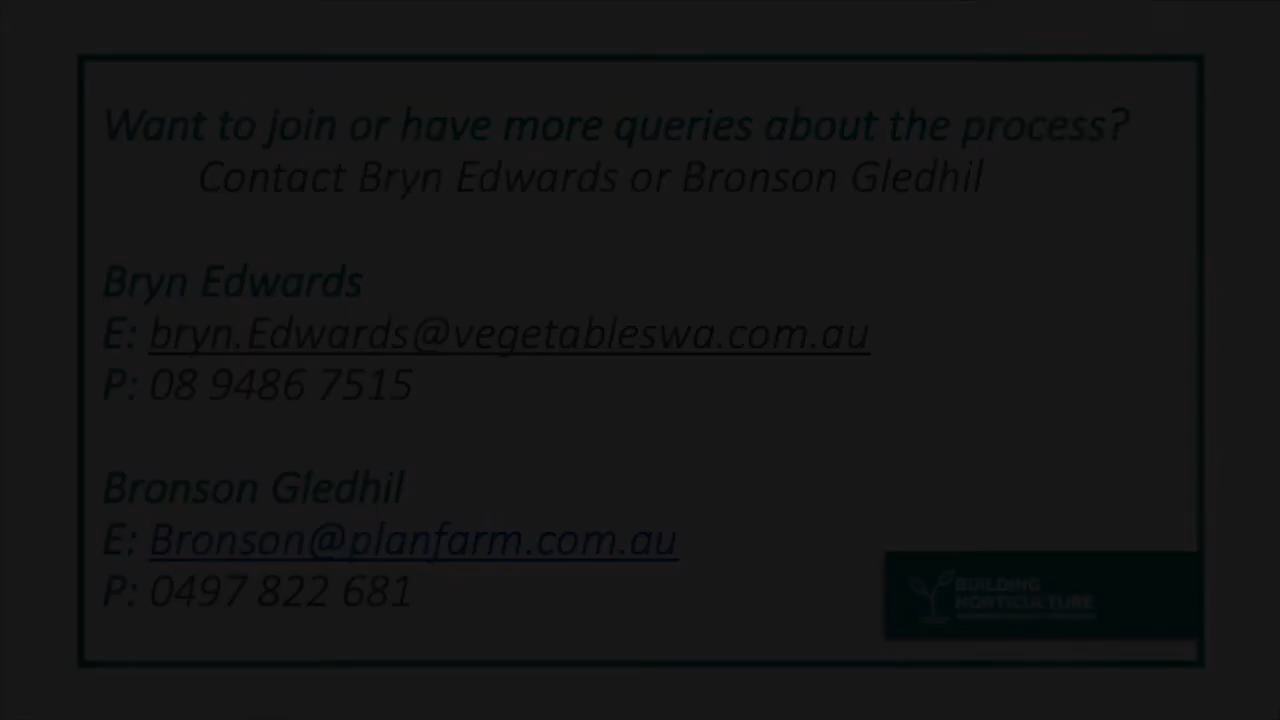 Want to join or have more queries about the process?
Contact Bryn Edwards or Bronson Gledhil
Bryn Edwards
E: bryn.Edwards@vegetableswa.com.au
P: 08 9486 7515
Bronson Gledhil
E: Bronson@planfarm.com.au
P: 0497 822 681
BUILDING
HORTICULTURE